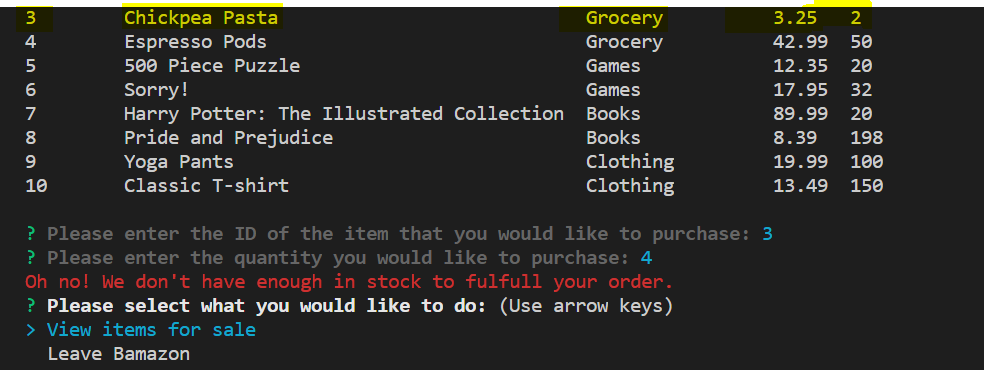 3 Chickpea Pasta Grocery 3.25 2
4 Espresso Pods Grocery 42.99 50
5 500 Piece Puzzle Games 12.35 20
6 Sorry! Games 17.95 32
7 Harry Potter: The Illustrated Collection Books 89.99 20
8 Pride and Prejudice Books 8.39 198
9 Yoga Pants Clothing 19.99 100
10 Classic T-shirt Clothing 13.49 150
? Please enter the ID of the item that you would like to purchase: 3
? Please enter the quantity you would like to purchase: 4
Oh no! We don't have enough in stock to fulfull your order.
? Please select what you would like to do: (Use arrow keys)
> View items for sale
Leave Bamazon